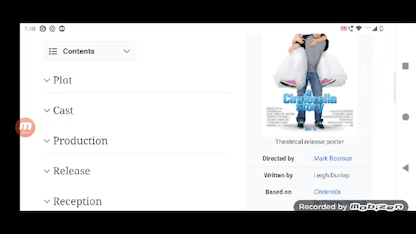 7:38
Contents
Plot
Cast
Production
Release
Reception
A
Cinderella
Story
Theatrical release poster
Directed by Mark Rosman
Written by Leigh Dunlap
Based on Cinderella
Recorded by Mobizen